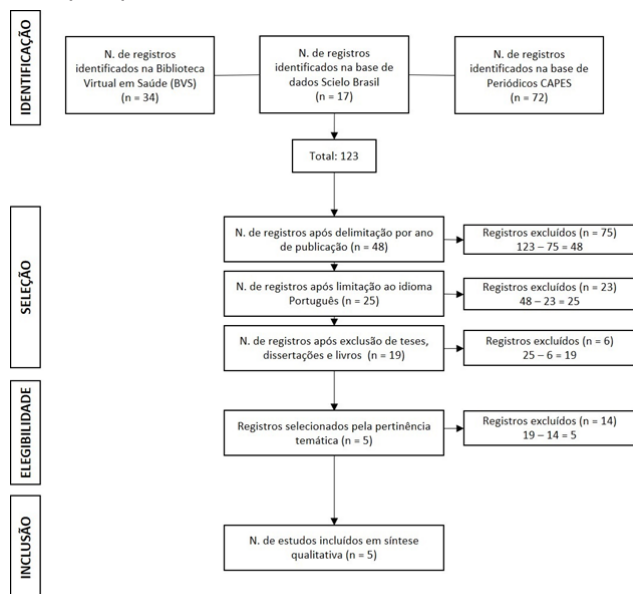 IDENTIFICAÇÃO
N. de registros
identificados na Biblioteca
Virtual em Saúde (BVS)
(n = 34)
N. de registros
identificados na base de
dados Scielo Brasil
(n = 17)
N. de registros
identificados na base de
Periódicos CAPES
(n = 72)
Total: 123
SELEÇÃO
N. de registros após delimitação por ano
de publicação (n = 48)
Registros excluídos (n = 75)
123 – 75 = 48
N. de registros após limitação ao idioma
Português (n = 25)
Registros excluídos (n = 23)
48 – 23 = 25
N. de registros após exclusão de teses,
dissertações e livros (n = 19)
Registros excluídos (n = 6)
25 – 6 = 19
ELEGIBILIDADE
Registros selecionados pela pertinência
temática (n = 5)
Registros excluídos (n = 14)
19 – 14 = 5
INCLUSÃO
N. de estudos incluídos em síntese
qualitativa (n = 5)